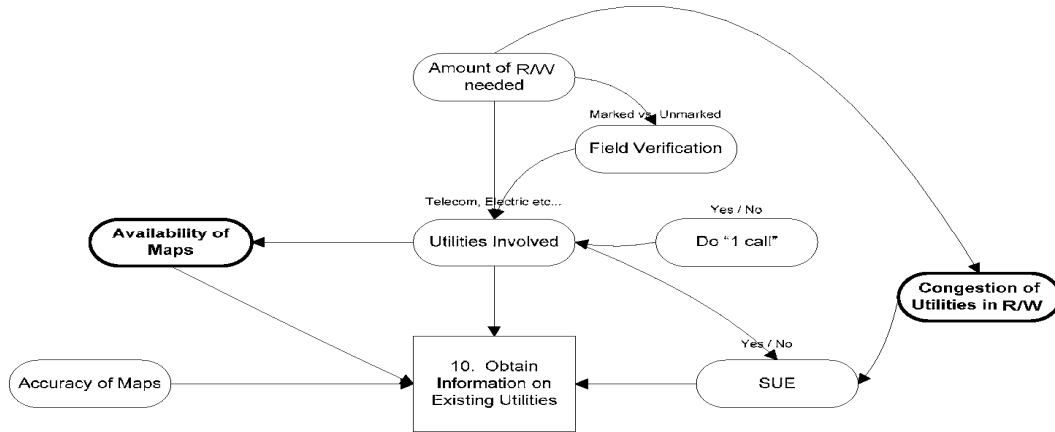 Amount of R/W
needed
Marked vs. Unmarked
Field Verification
Telecom, Electric etc...
Utilities Involved
Yes / No
Do “1 call”
Availability of
Maps
Congestion of
Utilities in R/W
Yes / No
SUE
10. Obtain
Information on
Existing Utilities
Accuracy of Maps